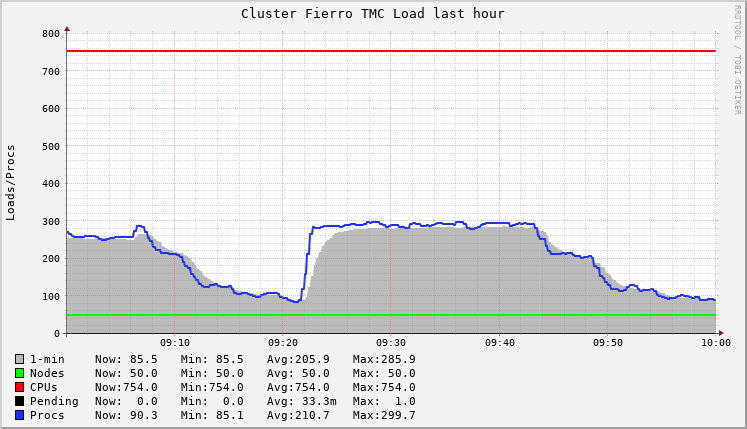 Cluster Fierro TMC Load last hour
RRDTOOL / TOBI OETIKER
Loads/Procs
800
700
600
500
400
300
200
100
0
09:10 09:20 09:30 09:40 09:50 10:00
1-min Now: 85.5 Min: 85.5 Avg:205.9 Max:285.9
Nodes Now: 50.0 Min: 50.0 Avg: 50.0 Max: 50.0
CPUs Now:754.0 Min:754.0 Avg:754.0 Max:754.0
Pending Now: 0.0 Min: 0.0 Avg: 33.3m Max: 1.0
Procs Now: 90.3 Min: 85.1 Avg:210.7 Max:299.7